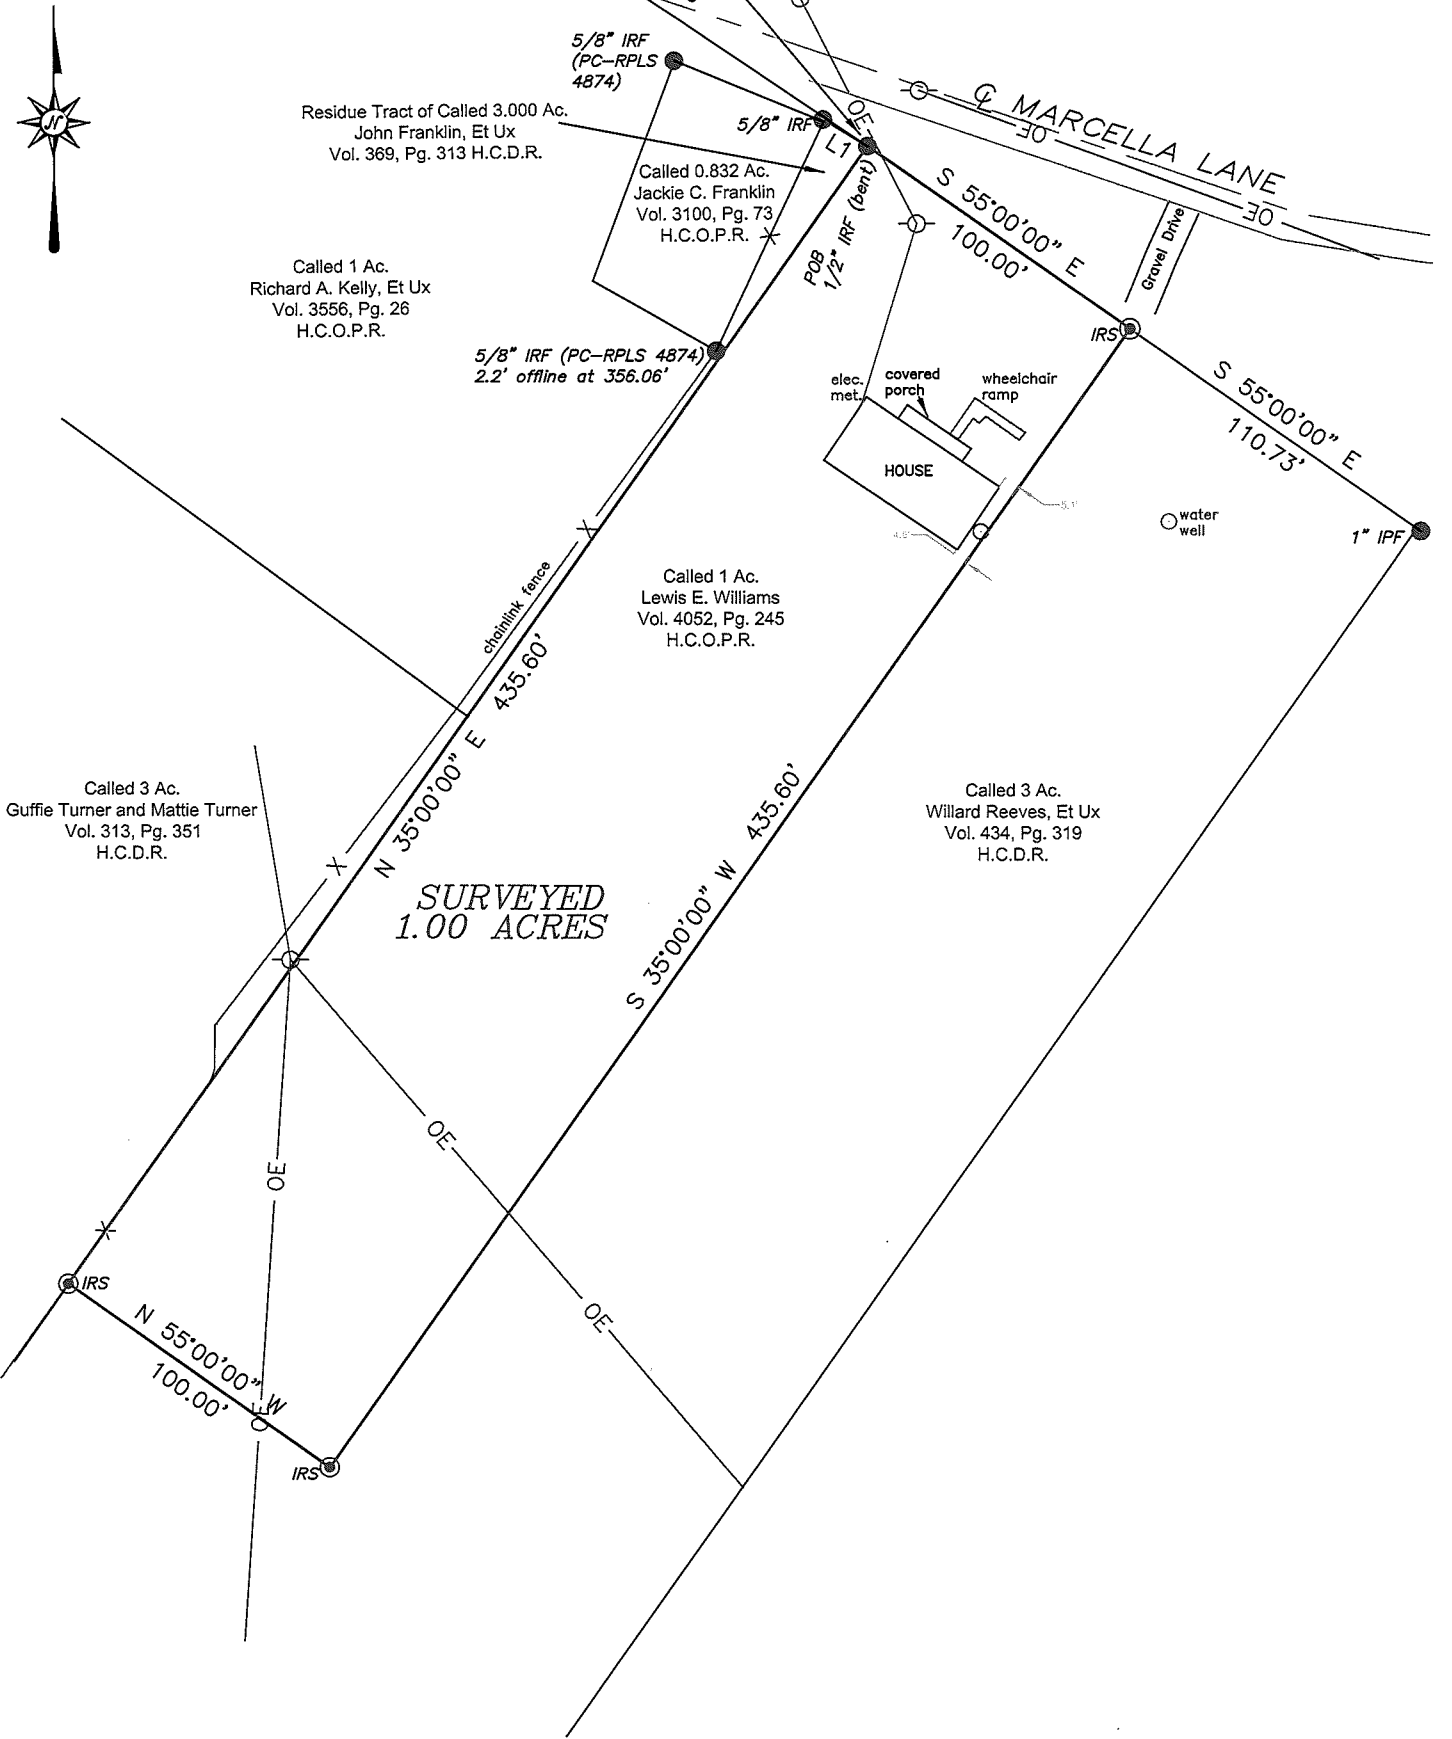 5/8" IRF
(PC-RPLS
4874)
Residue Tract of Called 3.000 Ac.
John Franklin, Et Ux
Vol. 369, Pg. 313 H.C.D.R.
5/8" IRF
L1
OE
℄ MARCELLA LANE
OE
OE
Called 0.832 Ac.
Jackie C. Franklin
Vol. 3100, Pg. 73
H.C.O.P.R.
POB
1/2" IRF (bent)
S 55°00'00" E
100.00'
Gravel Drive
N
Called 1 Ac.
Richard A. Kelly, Et Ux
Vol. 3556, Pg. 26
H.C.O.P.R.
5/8" IRF (PC-RPLS 4874)
2.2' offline at 356.06'
IRS
S 55°00'00" E
110.73'
elec.
met.
covered
porch
wheelchair
ramp
HOUSE
5.1'
water
well
1" IPF
chainlink fence
Called 1 Ac.
Lewis E. Williams
Vol. 4052, Pg. 245
H.C.O.P.R.
N 35°00'00" E 435.60'
Called 3 Ac.
Guffie Turner and Mattie Turner
Vol. 313, Pg. 351
H.C.D.R.
S 35°00'00" W 435.60'
Called 3 Ac.
Willard Reeves, Et Ux
Vol. 434, Pg. 319
H.C.D.R.
SURVEYED
1.00 ACRES
OE
OE
OE
IRS
N 55°00'00" W
100.00'
OE
IRS